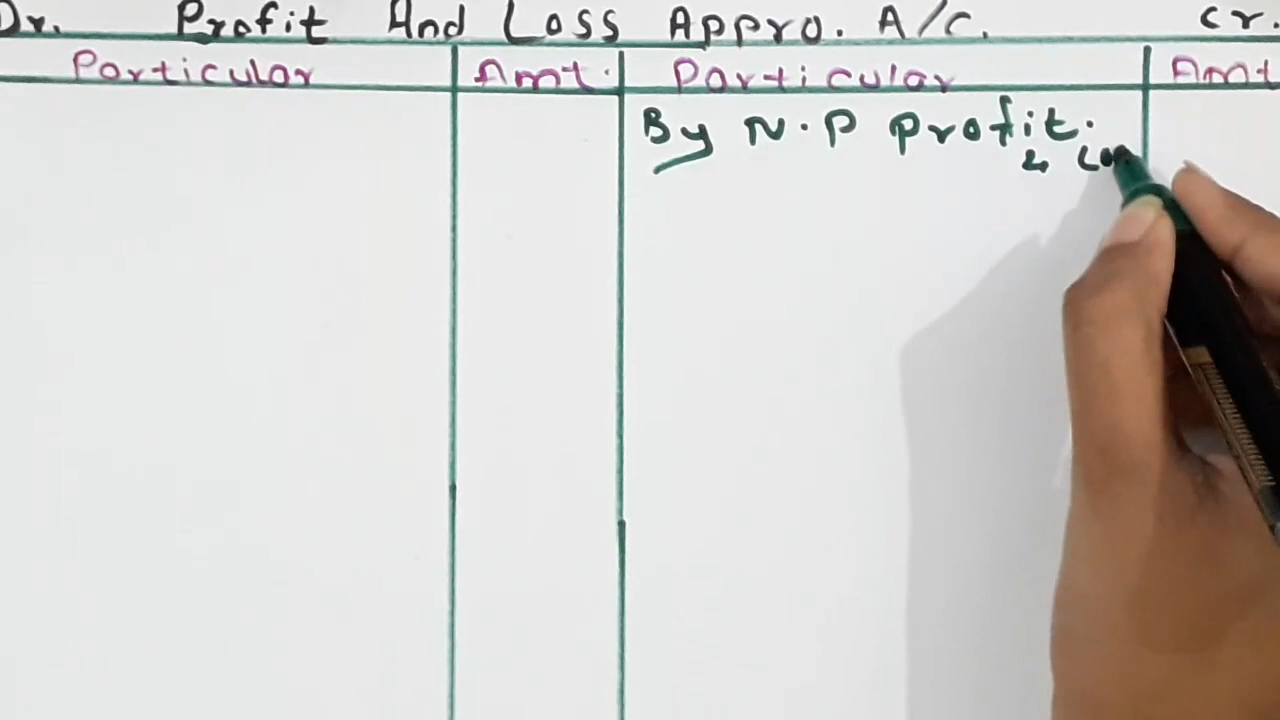 Dr. Profit And Loss Appro. A/C. Cr.
Particular Amt. Particular Amt
By N.P Profit.